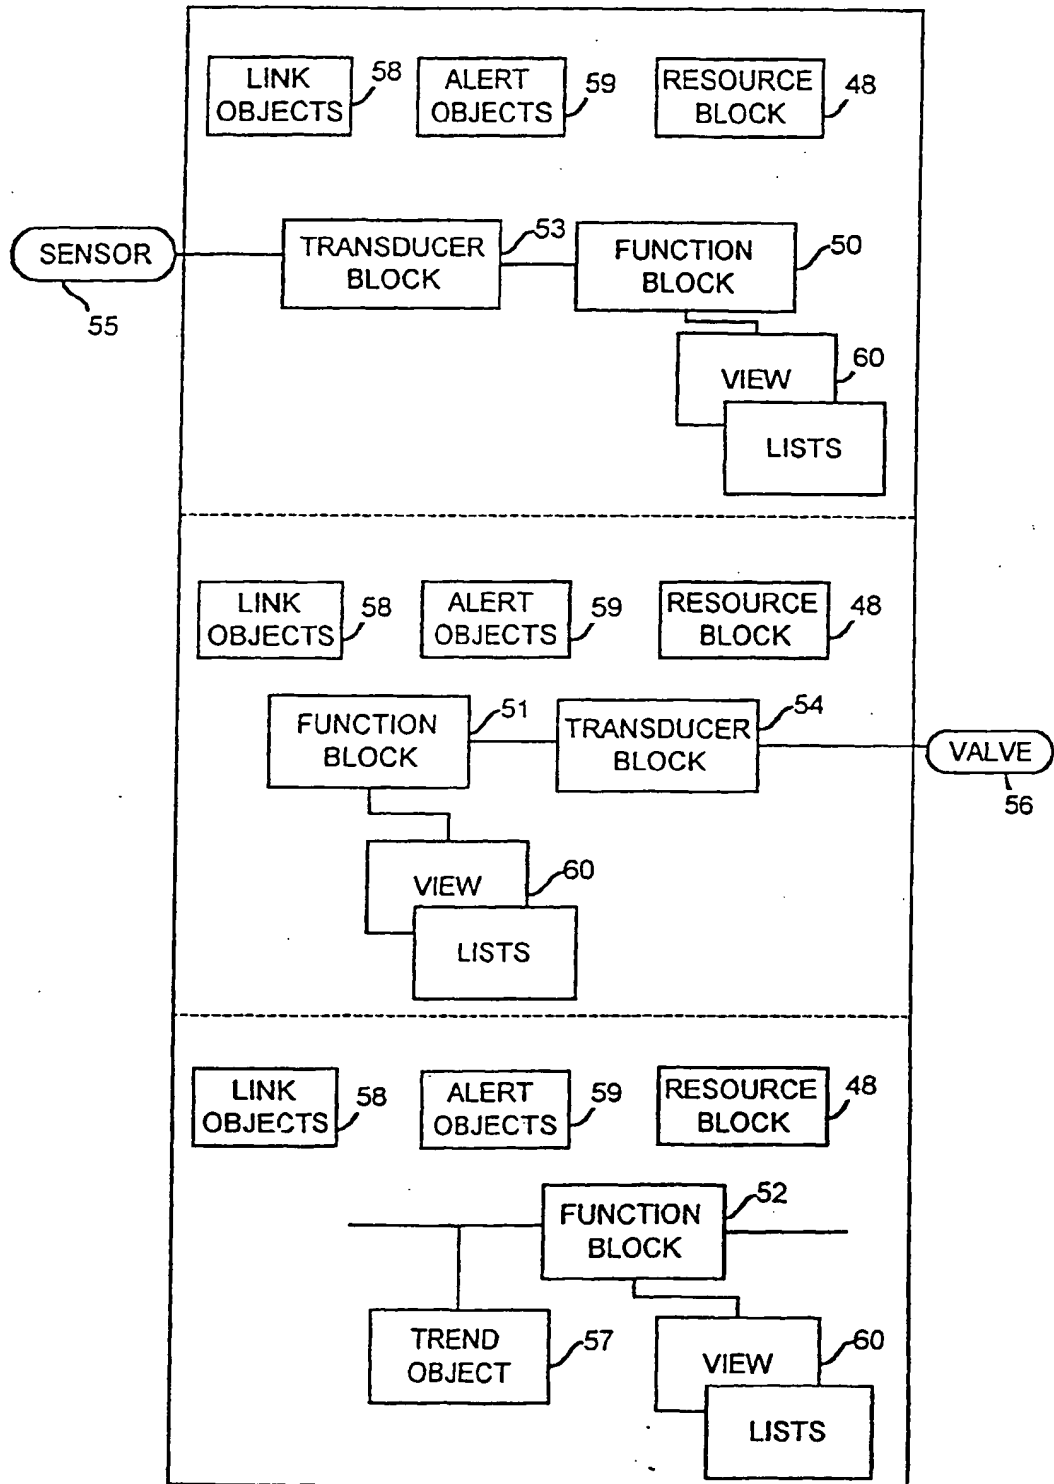 LINK
OBJECTS
58
ALERT
OBJECTS
59
RESOURCE
BLOCK
48
SENSOR
55
TRANSDUCER
BLOCK
53
FUNCTION
BLOCK
50
VIEW
60
LISTS
LINK
OBJECTS
58
ALERT
OBJECTS
59
RESOURCE
BLOCK
48
FUNCTION
BLOCK
51
TRANSDUCER
BLOCK
54
VALVE
56
VIEW
60
LISTS
LINK
OBJECTS
58
ALERT
OBJECTS
59
RESOURCE
BLOCK
48
FUNCTION
BLOCK
52
TREND
OBJECT
57
VIEW
60
LISTS